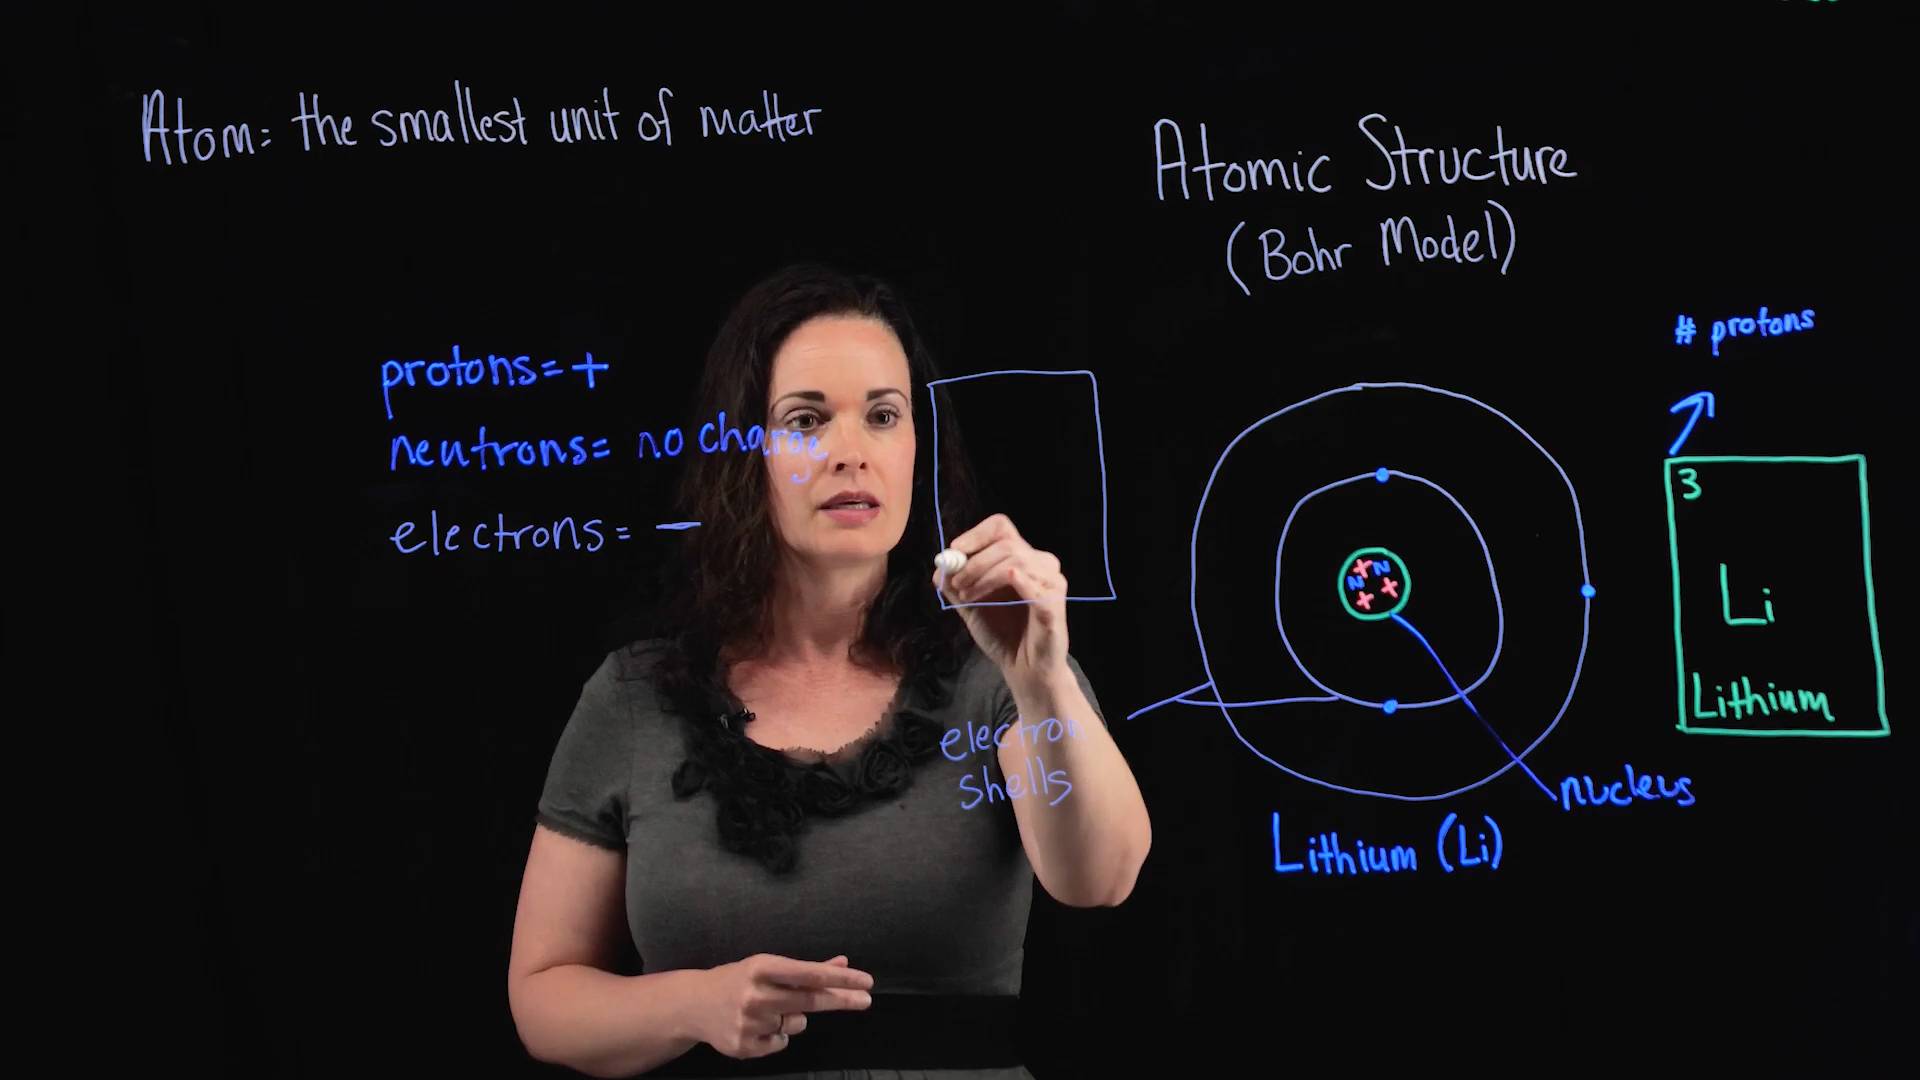 Atom= the smallest unit of matter
Atomic Structure
(Bohr Model)
protons= +
neutrons= no charge
electrons= −
electron
shells
+ N
N +
+
nucleus
Lithium (Li)
# protons
3
Li
Lithium